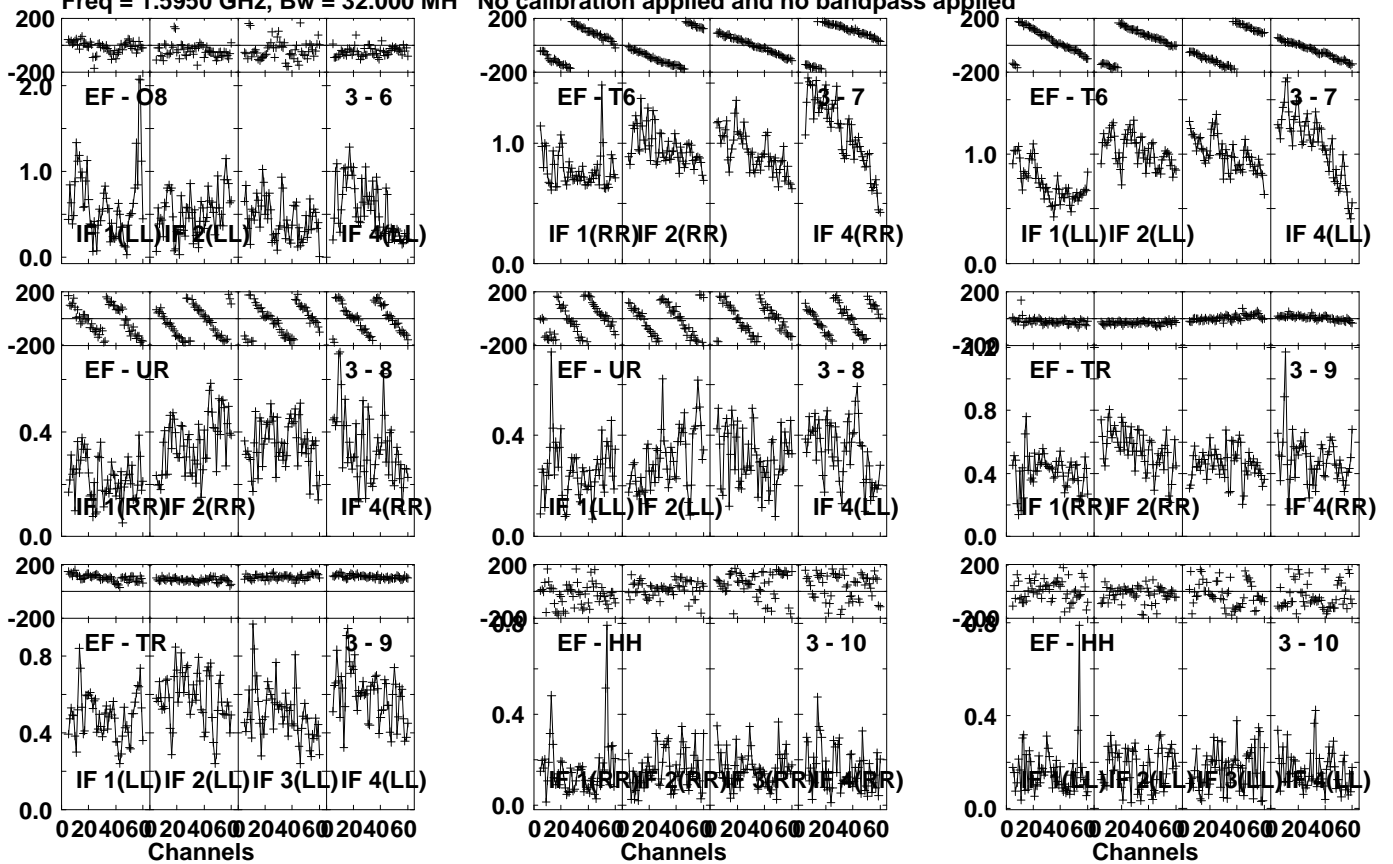 Freq = 1.5950 GHz, Bw = 32.000 MH No calibration applied and no bandpass applied
200
-200
2.0
1.0
0.0
EF - O8
3 - 6
IF 1(LL)
IF 2(LL)
IF 4(LL)
200
-200
1.0
0.0
EF - T6
3 - 7
IF 1(RR)
IF 2(RR)
IF 4(RR)
200
-200
1.0
0.0
EF - T6
3 - 7
IF 1(LL)
IF 2(LL)
IF 4(LL)
200
-200
0.4
0.0
EF - UR
3 - 8
IF 1(RR)
IF 2(RR)
IF 4(RR)
200
-200
0.4
0.0
EF - UR
3 - 8
IF 1(LL)
IF 2(LL)
IF 4(LL)
200
-200
1.2
0.8
0.4
0.0
EF - TR
3 - 9
IF 1(RR)
IF 2(RR)
IF 4(RR)
200
-200
0.8
0.4
0.0
EF - TR
3 - 9
IF 1(LL)
IF 2(LL)
IF 3(LL)
IF 4(LL)
0 20 40 60 0 20 40 60 0 20 40 60 0 20 40 60
Channels
200
-200
0.8
0.4
0.0
EF - HH
3 - 10
IF 1(RR)
IF 2(RR)
IF 3(RR)
IF 4(RR)
0 20 40 60 0 20 40 60 0 20 40 60 0 20 40 60
Channels
200
-200
0.8
0.4
0.0
EF - HH
3 - 10
IF 1(LL)
IF 2(LL)
IF 3(LL)
IF 4(LL)
0 20 40 60 0 20 40 60 0 20 40 60 0 20 40 60
Channels